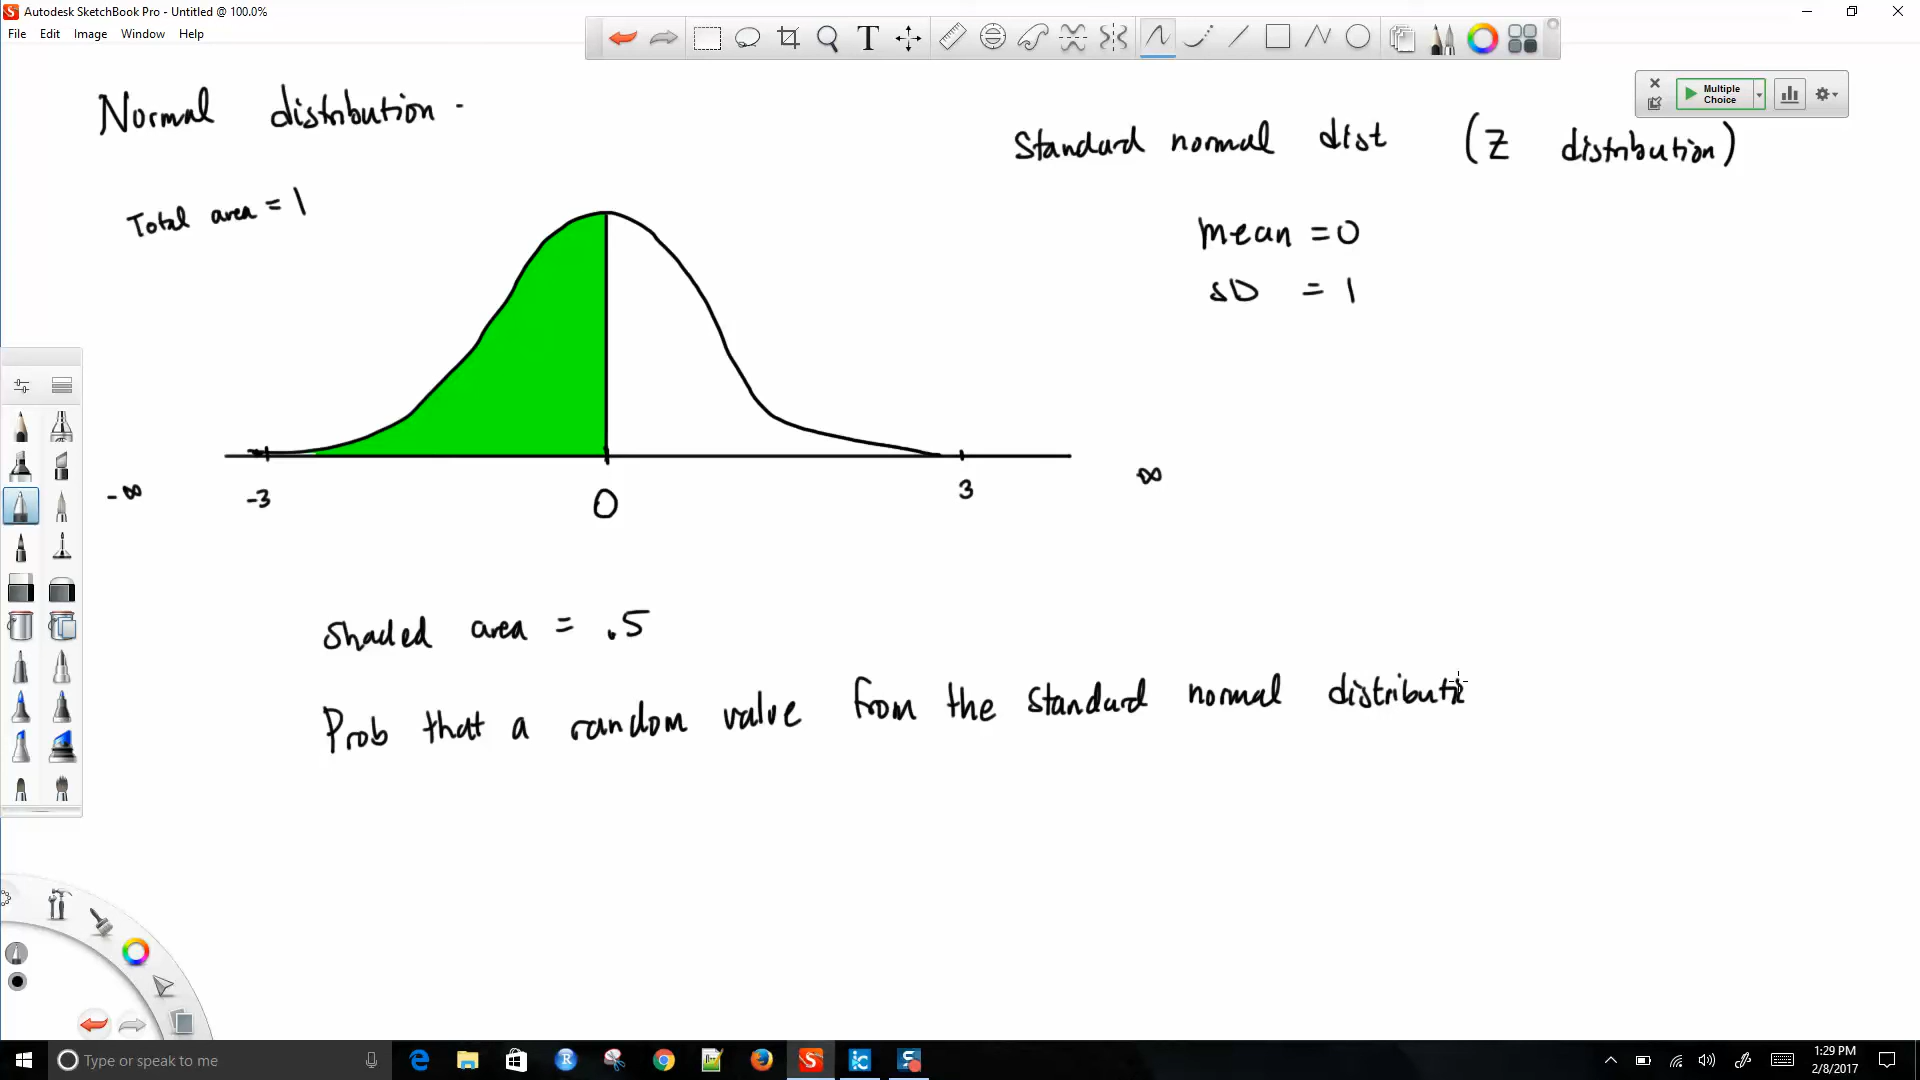 Autodesk SketchBook Pro - Untitled @ 100.0%
File Edit Image Window Help
T
Multiple
Choice
Normal distribution -
Standard normal dist (Z distribution)
Total area = 1
mean = 0
SD = 1
-∞ -3 0 3 ∞
Shaded area = .5
Prob that a random value from the standard normal distributi
Type or speak to me
1:29 PM
2/8/2017